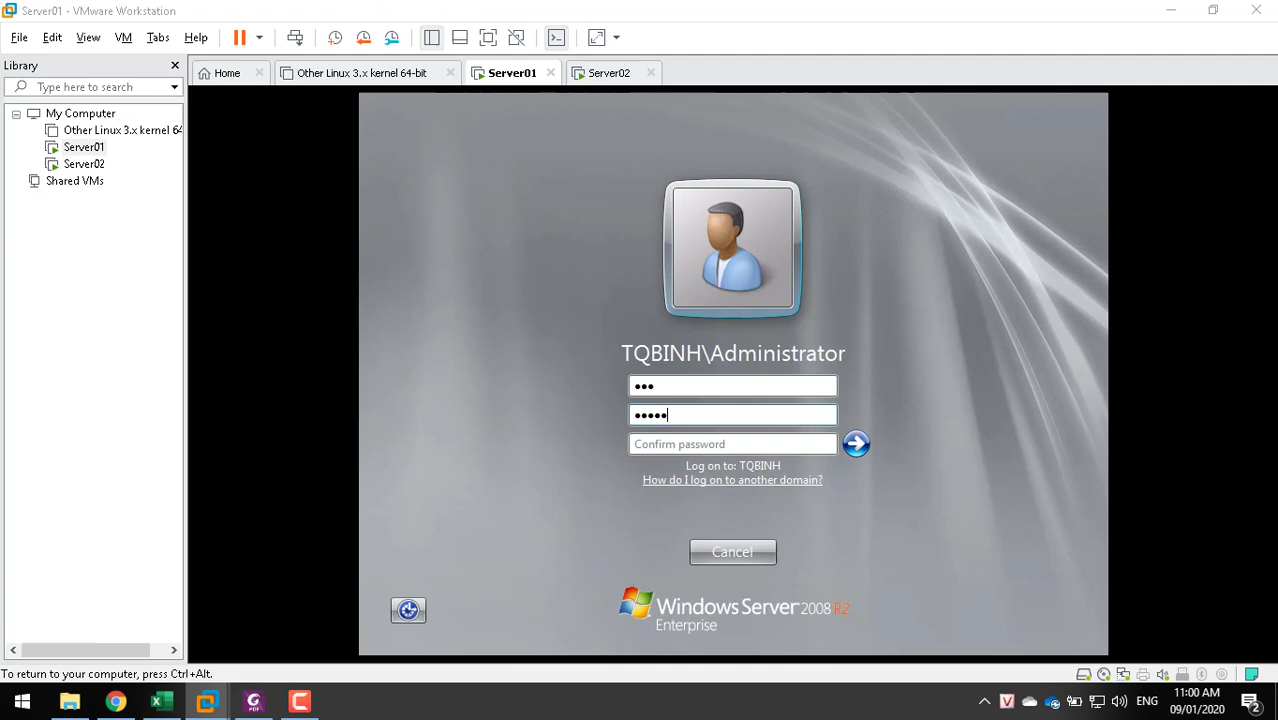 Server01 - VMware Workstation
File Edit View VM Tabs Help
Library
Type here to search
My Computer
Other Linux 3.x kernel 64
Server01
Server02
Shared VMs
Home
Other Linux 3.x kernel 64-bit
Server01
Server02
TQBINH\Administrator
Confirm password
Log on to: TQBINH
How do I log on to another domain?
Cancel
Windows Server 2008 R2
Enterprise
To return to your computer, press Ctrl+Alt.
ENG
11:00 AM
09/01/2020
2